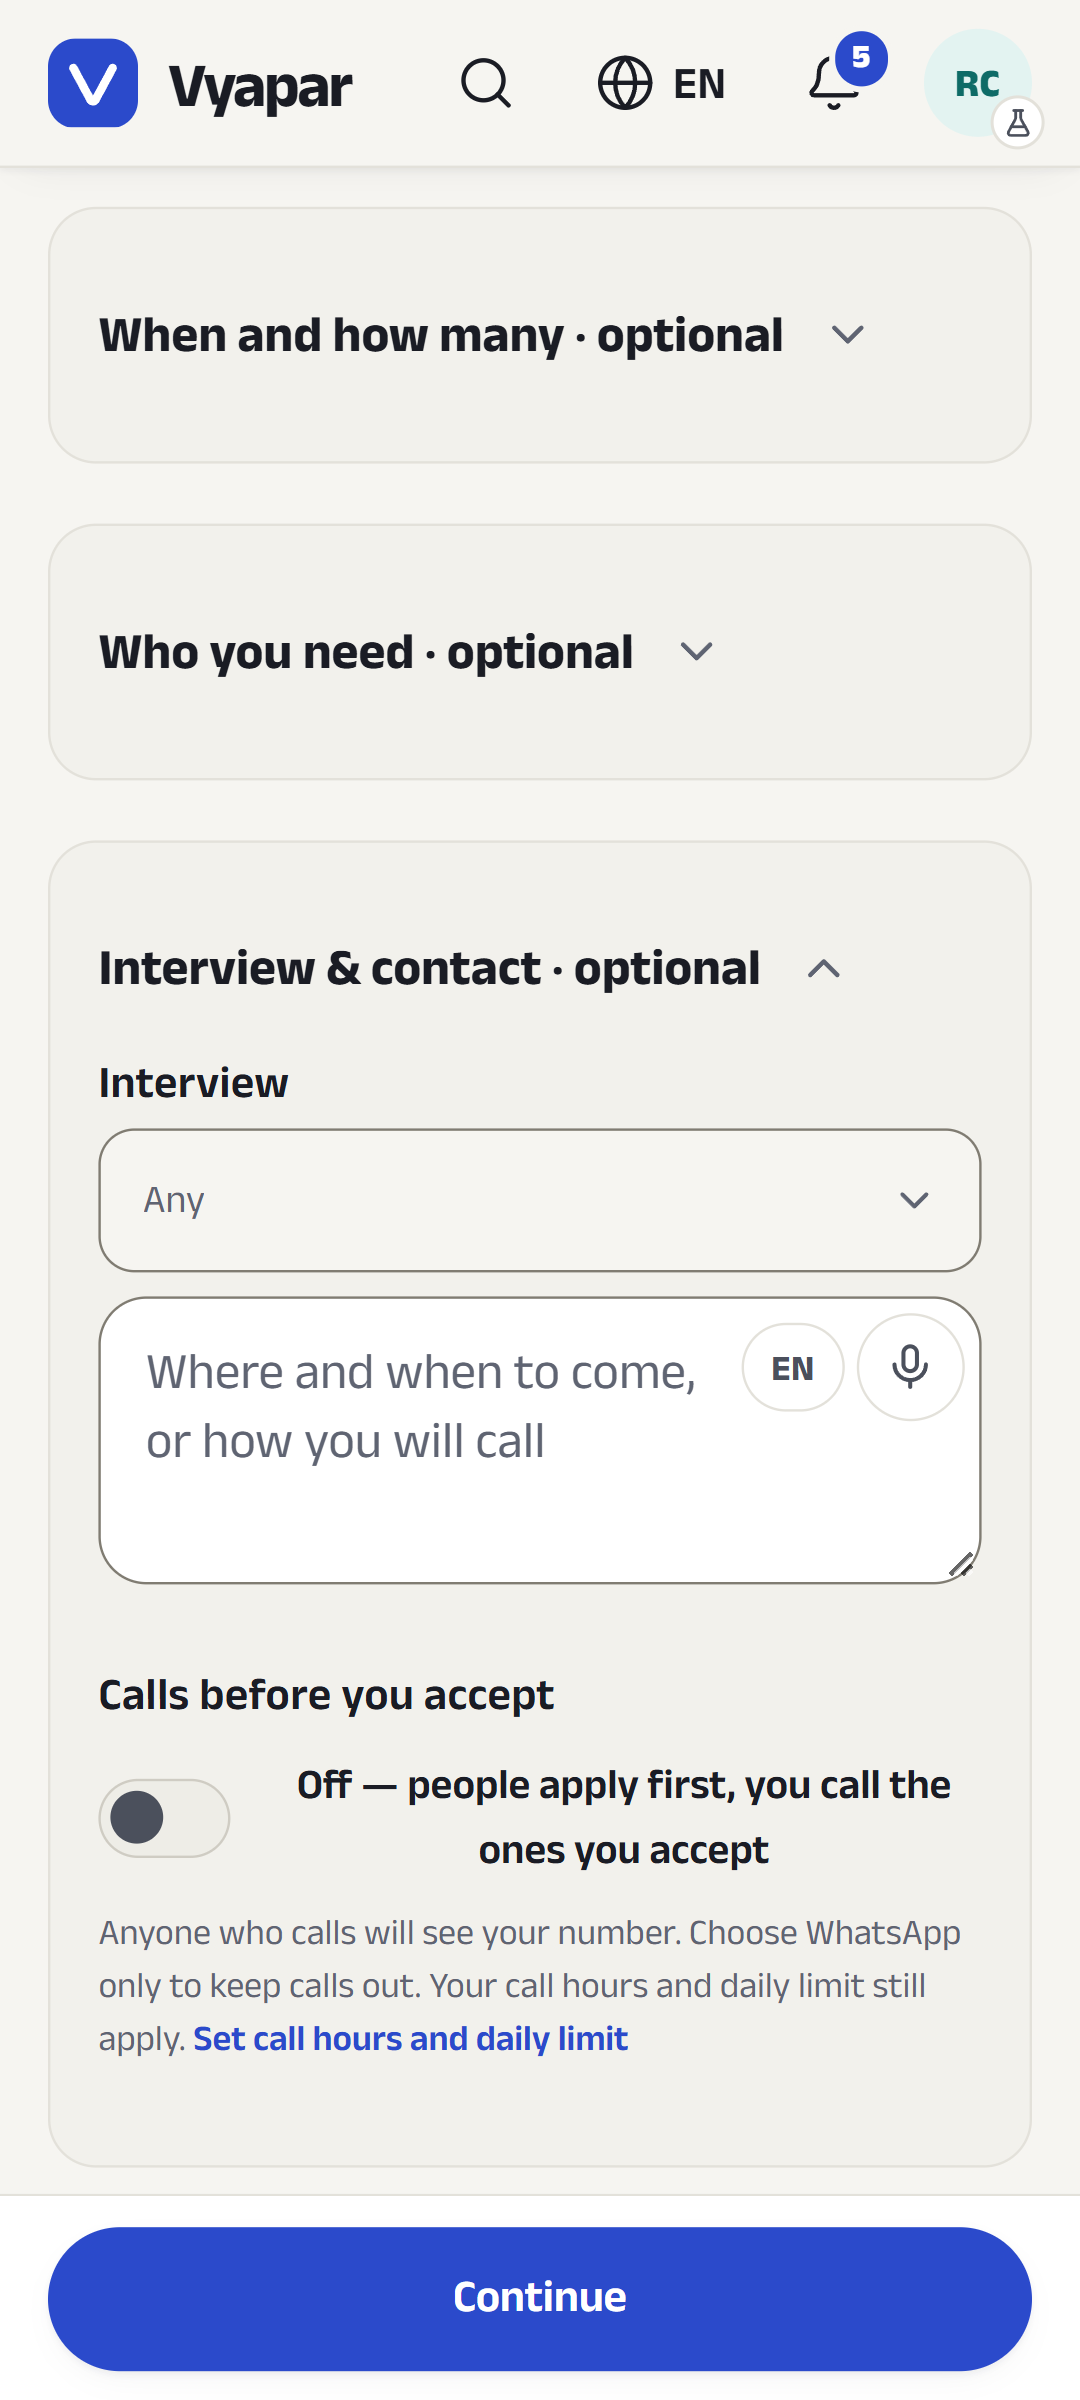 Vyapar
EN
5
RC
When and how many · optional
Who you need · optional
Interview & contact · optional
Interview
Any
Where and when to come,
or how you will call
EN
Calls before you accept
Off — people apply first, you call the
ones you accept
Anyone who calls will see your number. Choose WhatsApp
only to keep calls out. Your call hours and daily limit still
apply. Set call hours and daily limit
Continue